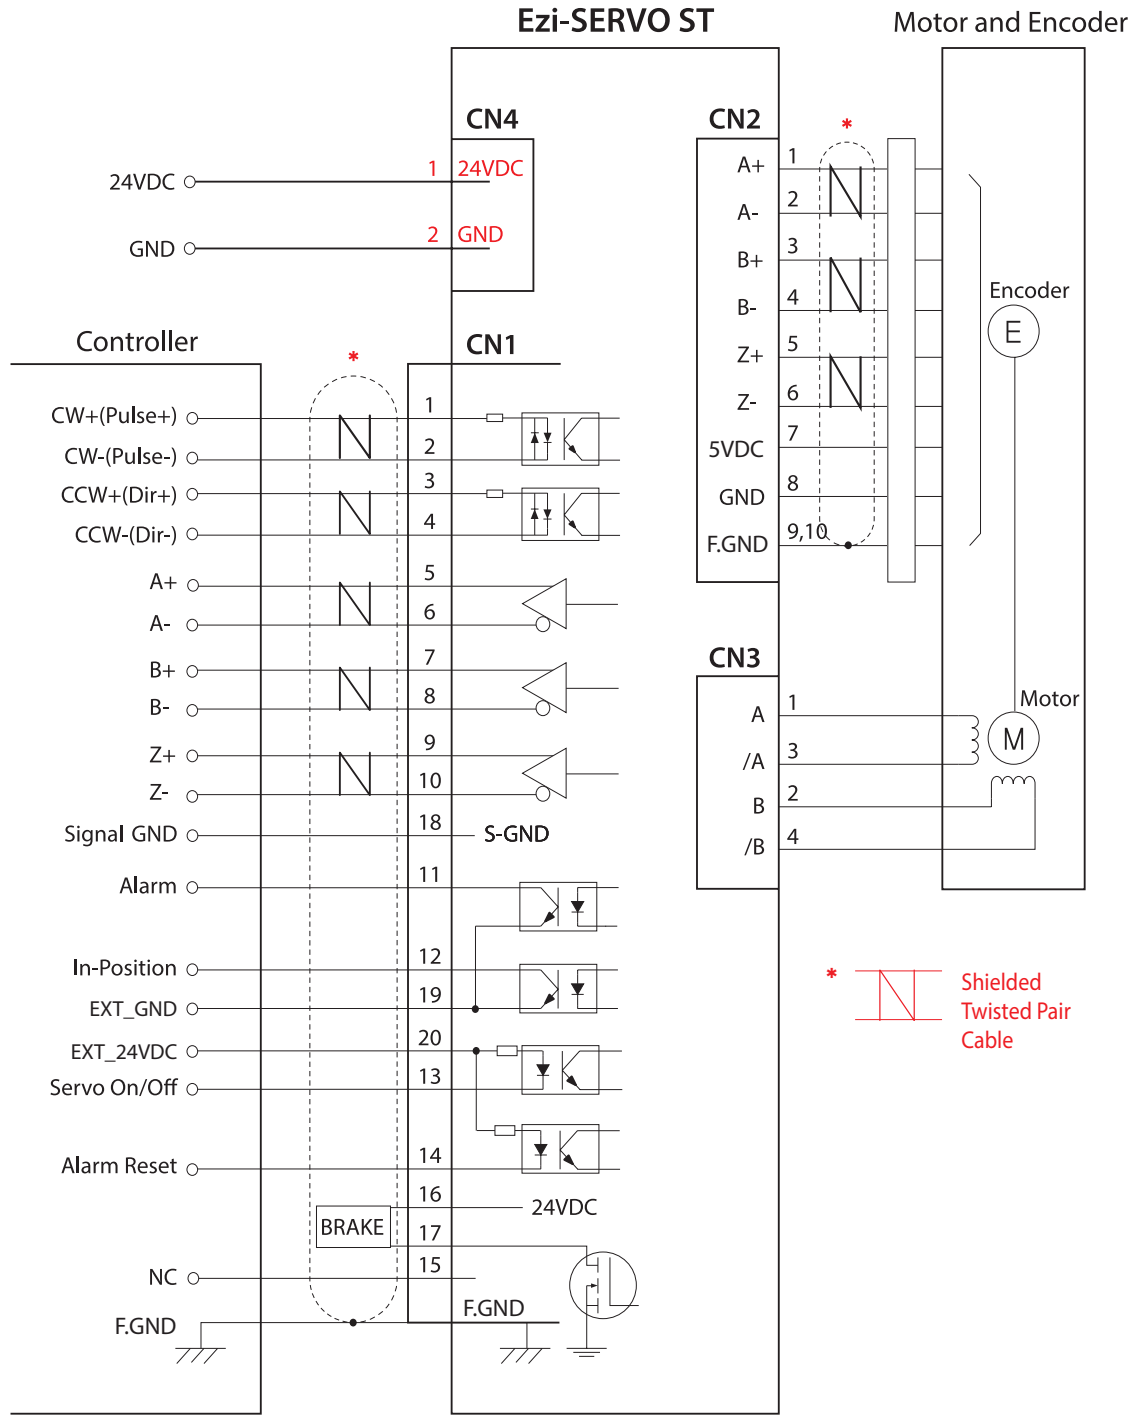 Ezi-SERVO ST
Motor and Encoder
CN4
24VDC 1 24VDC
GND 2 GND
CN2
*
A+ 1
A- 2
B+ 3
B- 4
Z+ 5
Z- 6
5VDC 7
GND 8
F.GND 9,10
Encoder
E
Controller
*
CN1
CW+(Pulse+) 1
CW-(Pulse-) 2
CCW+(Dir+) 3
CCW-(Dir-) 4
A+ 5
A- 6
B+ 7
B- 8
Z+ 9
Z- 10
Signal GND 18 S-GND
Alarm 11
In-Position 12
EXT_GND 19
EXT_24VDC 20
Servo On/Off 13
Alarm Reset 14
BRAKE
16 24VDC
17
NC 15
F.GND F.GND
CN3
A 1
/A 3
B 2
/B 4
Motor
M
* Shielded
Twisted Pair
Cable